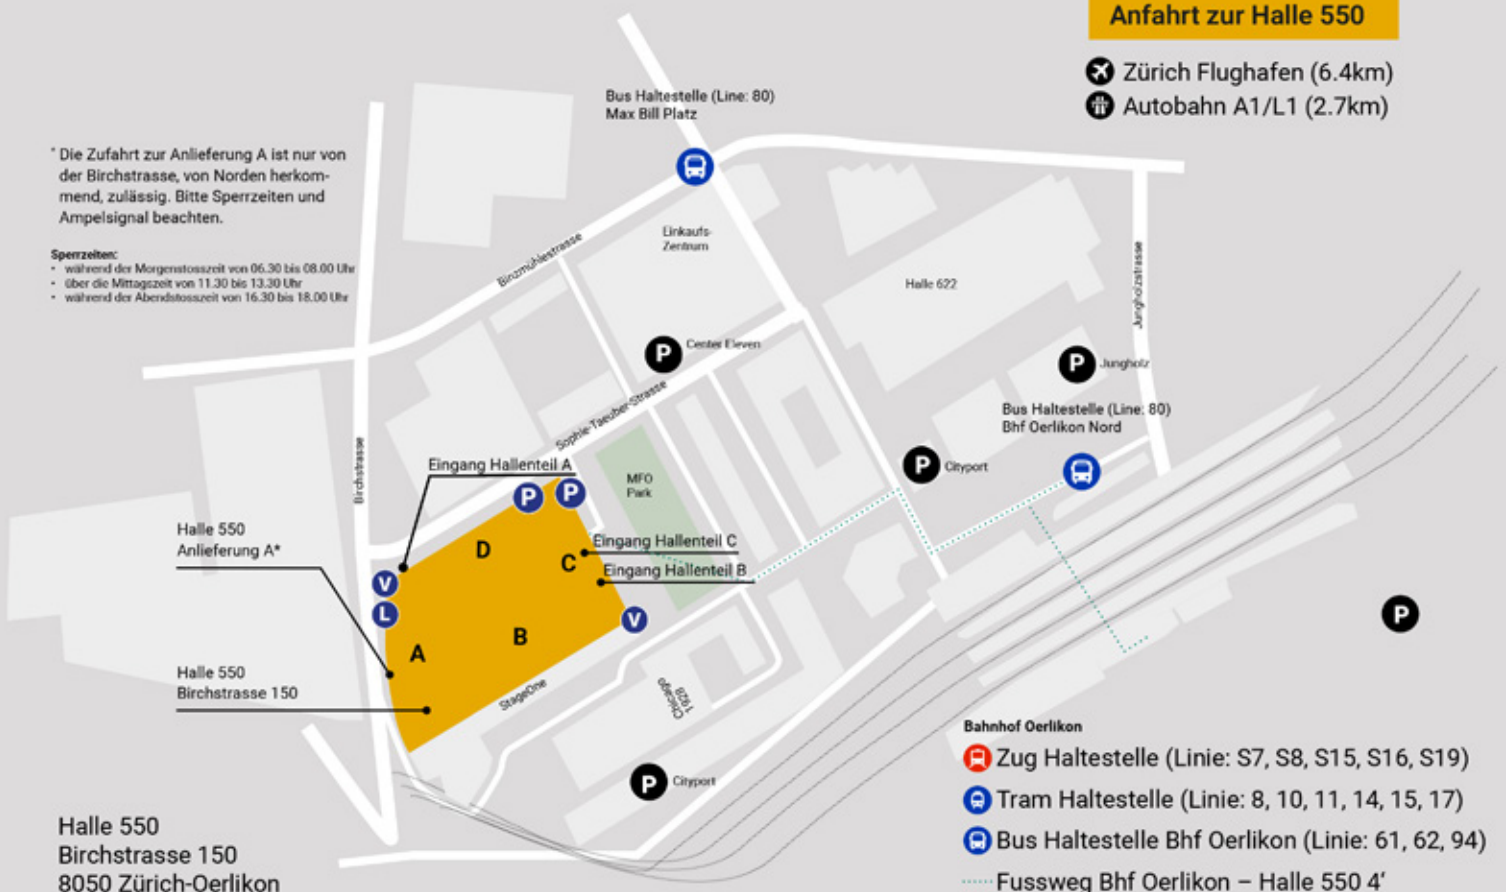 Anfahrt zur Halle 550
Zürich Flughafen (6.4km)
Autobahn A1/L1 (2.7km)
Bus Haltestelle (Line: 80)
Max Bill Platz
* Die Zufahrt zur Anlieferung A ist nur von
der Birchstrasse, von Norden herkom-
mend, zulässig. Bitte Sperrzeiten und
Ampelsignal beachten.
Sperrzeiten:
• während der Morgenstosszeit von 06.30 bis 08.00 Uhr
• über die Mittagszeit von 11.30 bis 13.30 Uhr
• während der Abendstosszeit von 16.30 bis 18.00 Uhr
Binzmühlestrasse
Linkaufs-
Zentrum
Halle 622
Jungholzstrasse
P
Center Eleven
P
Jungholz
Bus Haltestelle (Line: 80)
Bhf Oerlikon Nord
Sophie-Taeuber-Strasse
Birchstrasse
P
Cityport
Eingang Hallenteil A
MFO
Park
P
P
Halle 550
Anlieferung A*
D
C
Eingang Hallenteil C
Eingang Hallenteil B
V
L
V
P
A
B
Halle 550
Birchstrasse 150
StageOne
Chicago
1928
P
Cityport
Bahnhof Oerlikon
Zug Haltestelle (Linie: S7, S8, S15, S16, S19)
Tram Haltestelle (Linie: 8, 10, 11, 14, 15, 17)
Bus Haltestelle Bhf Oerlikon (Linie: 61, 62, 94)
Fussweg Bhf Oerlikon – Halle 550 4'
Halle 550
Birchstrasse 150
8050 Zürich-Oerlikon